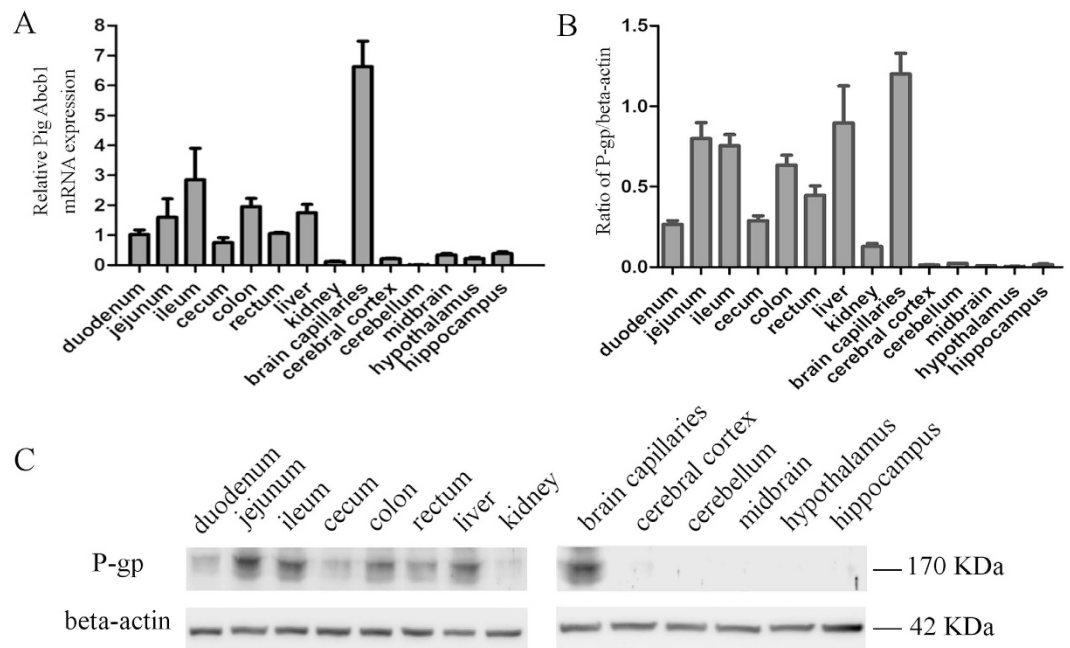 A
Relative Pig Abcb1
mRNA expression
8
7
6
5
4
3
2
1
0
duodenum
jejunum
ileum
cecum
colon
rectum
liver
kidney
brain capillaries
cerebral cortex
cerebellum
midbrain
hypothalamus
hippocampus
B
Ratio of P-gp/beta-actin
1.5
1.0
0.5
0.0
duodenum
jejunum
ileum
cecum
colon
rectum
liver
kidney
brain capillaries
cerebral cortex
cerebellum
midbrain
hypothalamus
hippocampus
C
duodenum
jejunum
ileum
cecum
colon
rectum
liver
kidney
brain capillaries
cerebral cortex
cerebellum
midbrain
hypothalamus
hippocampus
P-gp
170 KDa
beta-actin
42 KDa